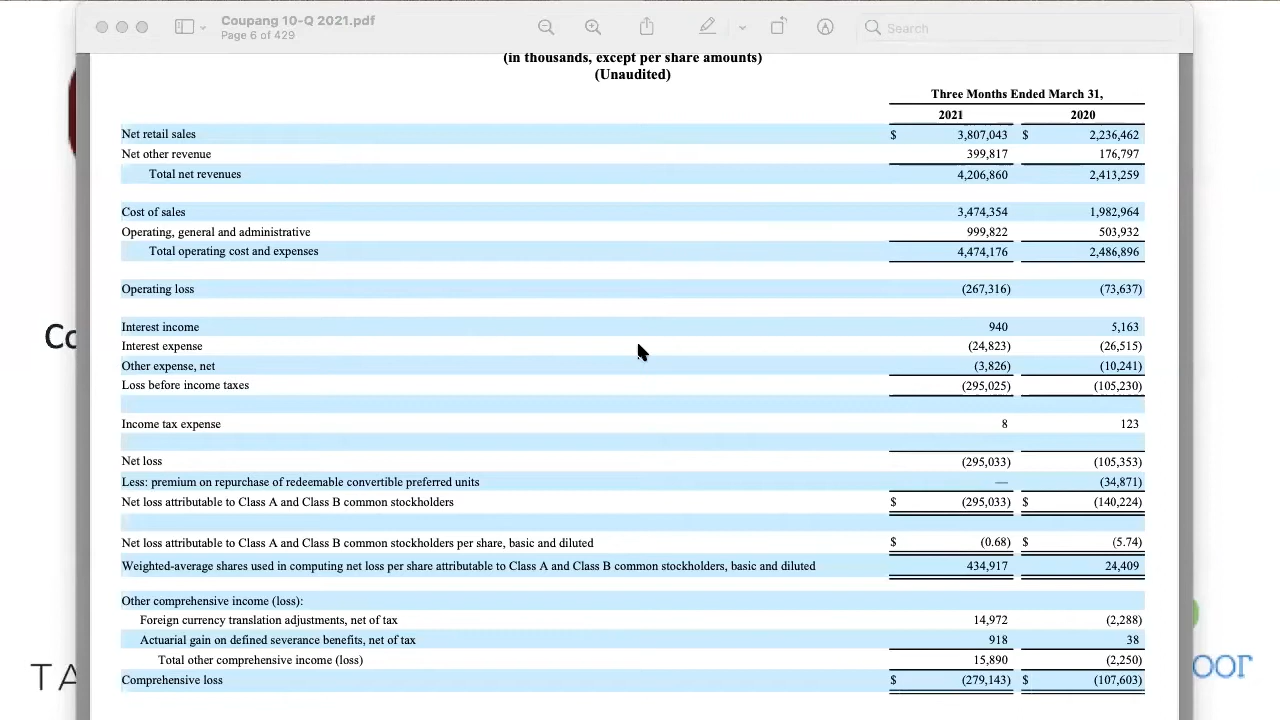 Coupang 10-Q 2021.pdf
Page 6 of 429
Search
(in thousands, except per share amounts)
(Unaudited)
Three Months Ended March 31,
2021 2020
Net retail sales $ 3,807,043 $ 2,236,462
Net other revenue 399,817 176,797
Total net revenues 4,206,860 2,413,259
Cost of sales 3,474,354 1,982,964
Operating, general and administrative 999,822 503,932
Total operating cost and expenses 4,474,176 2,486,896
Operating loss (267,316) (73,637)
Interest income 940 5,163
Interest expense (24,823) (26,515)
Other expense, net (3,826) (10,241)
Loss before income taxes (295,025) (105,230)
Income tax expense 8 123
Net loss (295,033) (105,353)
Less: premium on repurchase of redeemable convertible preferred units — (34,871)
Net loss attributable to Class A and Class B common stockholders $ (295,033) $ (140,224)
Net loss attributable to Class A and Class B common stockholders per share, basic and diluted $ (0.68) $ (5.74)
Weighted-average shares used in computing net loss per share attributable to Class A and Class B common stockholders, basic and diluted 434,917 24,409
Other comprehensive income (loss):
Foreign currency translation adjustments, net of tax 14,972 (2,288)
Actuarial gain on defined severance benefits, net of tax 918 38
Total other comprehensive income (loss) 15,890 (2,250)
Comprehensive loss $ (279,143) $ (107,603)
Co
TA
oor